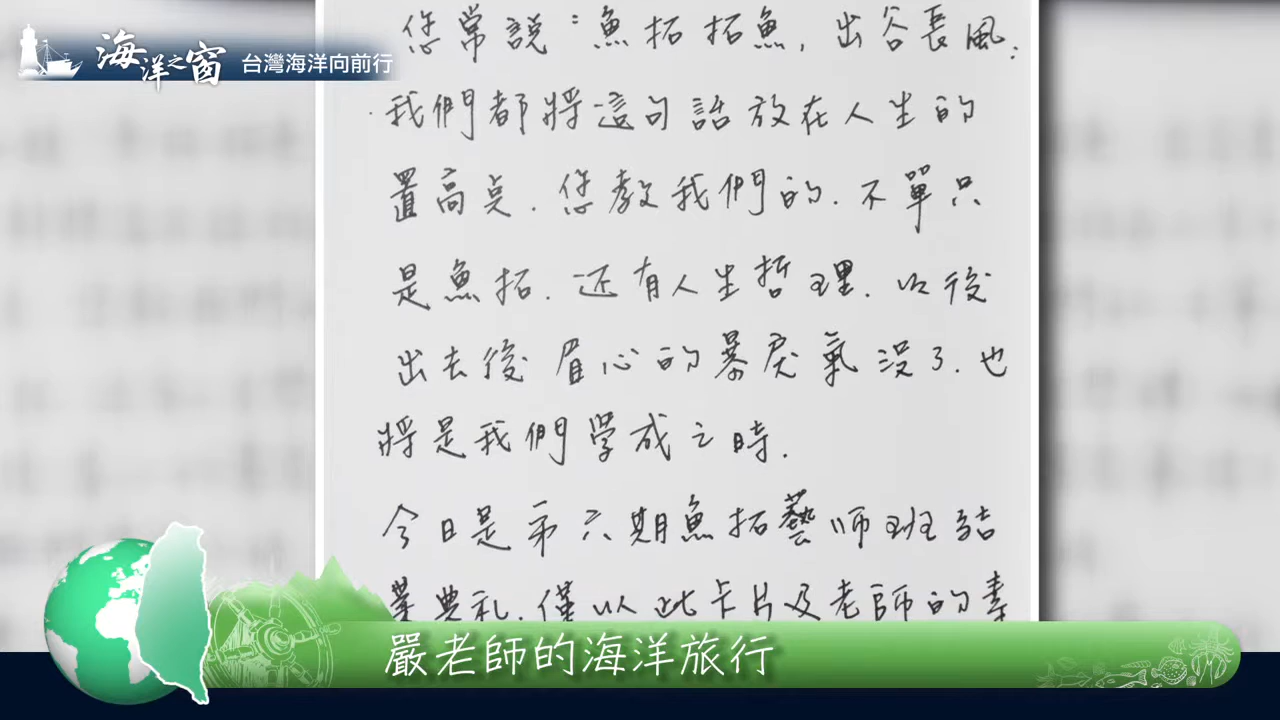 海洋之窗 台灣海洋向前行
您常說：魚拓拓魚，出谷長風；
我們都將這句話放在人生的
置高点．您教我們的．不單只
是魚拓．还有人生哲理．以後
出去後眉心的暴戾氣沒了．也
將是我們學成之時．
今日是第六期魚拓藝師班結
業典礼．僅以此卡片及老師的
嚴老師的海洋旅行